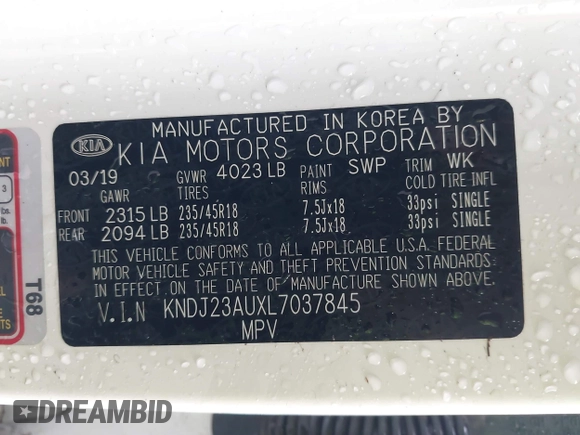 MANUFACTURED IN KOREA BY
KIA KIA MOTORS CORPORATION
03/19 GVWR 4023 LB PAINT SWP TRIM WK
GAWR TIRES RIMS COLD TIRE INFL
FRONT 2315 LB 235/45R18 7.5Jx18 33psi SINGLE
REAR 2094 LB 235/45R18 7.5Jx18 33psi SINGLE
THIS VEHICLE CONFORMS TO ALL APPLICABLE U.S.A. FEDERAL
MOTOR VEHICLE SAFETY AND THEFT PREVENTION STANDARDS
IN EFFECT ON THE DATE OF MANUFACTURE SHOWN ABOVE.
V.I.N KNDJ23AUXL7037845
MPV
T68
3
DREAMBID